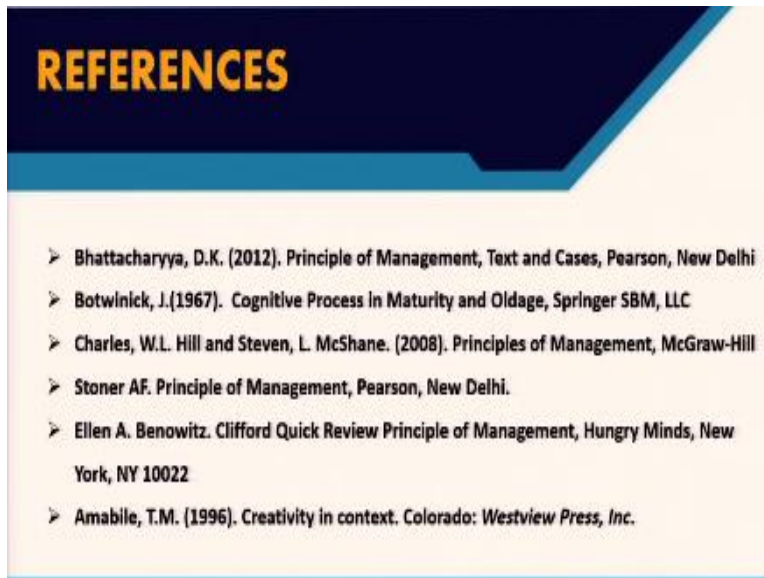 REFERENCES
➢ Bhattacharyya, D.K. (2012). Principle of Management, Text and Cases, Pearson, New Delhi
➢ Botwinick, J.(1967). Cognitive Process in Maturity and Oldage, Springer SBM, LLC
➢ Charles, W.L. Hill and Steven, L. McShane. (2008). Principles of Management, McGraw-Hill
➢ Stoner AF. Principle of Management, Pearson, New Delhi.
➢ Ellen A. Benowitz. Clifford Quick Review Principle of Management, Hungry Minds, New
York, NY 10022
➢ Amabile, T.M. (1996). Creativity in context. Colorado: Westview Press, Inc.